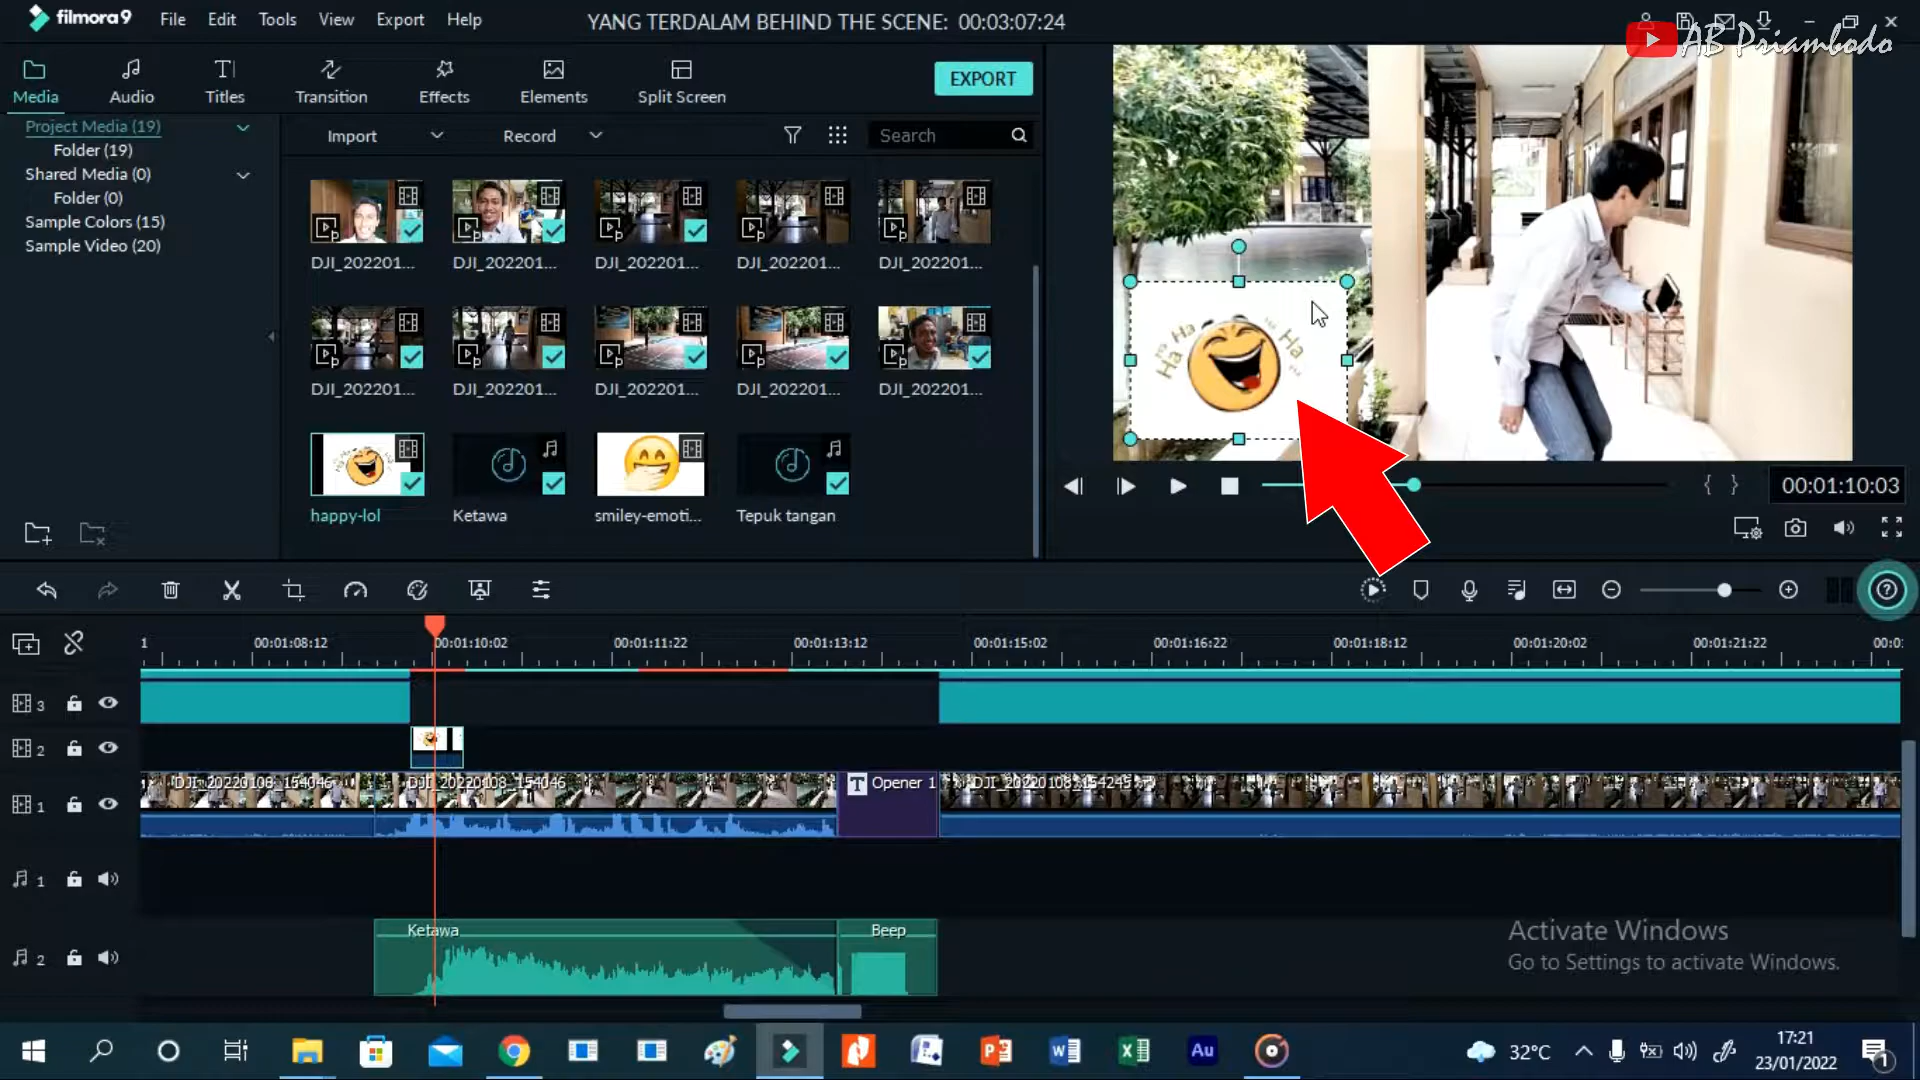 filmora9 File Edit Tools View Export Help YANG TERDALAM BEHIND THE SCENE: 00:03:07:24
AB Priambodo
Media Audio Titles Transition Effects Elements Split Screen EXPORT
Project Media (19)
Folder (19)
Shared Media (0)
Folder (0)
Sample Colors (15)
Sample Video (20)
Import Record Search
DJI_202201... DJI_202201... DJI_202201... DJI_202201... DJI_202201...
DJI_202201... DJI_202201... DJI_202201... DJI_202201... DJI_202201...
happy-lol Ketawa smiley-emoti... Tepuk tangan
Ha Ha Ha
{ } 00:01:10:03
00:01:08:12 00:01:10:02 00:01:11:22 00:01:13:12 00:01:15:02 00:01:16:22 00:01:18:12 00:01:20:02 00:01:21:22
3
2
1 DJI_20220108_154046 DJI_20220108_154046 T Opener 1 DJI_20220108_154245
1
Ketawa Beep
2
Activate Windows
Go to Settings to activate Windows.
Au 32°C 17:21
23/01/2022
1